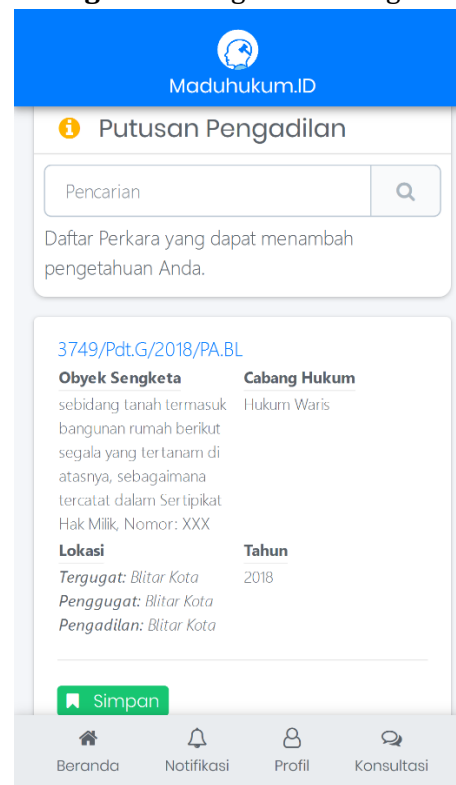 Maduhukum.ID
Putusan Pengadilan
Pencarian
Daftar Perkara yang dapat menambah
pengetahuan Anda.
3749/Pdt.G/2018/PA.BL
Obyek Sengketa
sebidang tanah termasuk
bangunan rumah berikut
segala yang tertanam di
atasnya, sebagaimana
tercatat dalam Sertipikat
Hak Milik, Nomor: XXX
Cabang Hukum
Hukum Waris
Lokasi
Tergugat: Blitar Kota
Penggugat: Blitar Kota
Pengadilan: Blitar Kota
Tahun
2018
Simpan
Beranda Notifikasi Profil Konsultasi